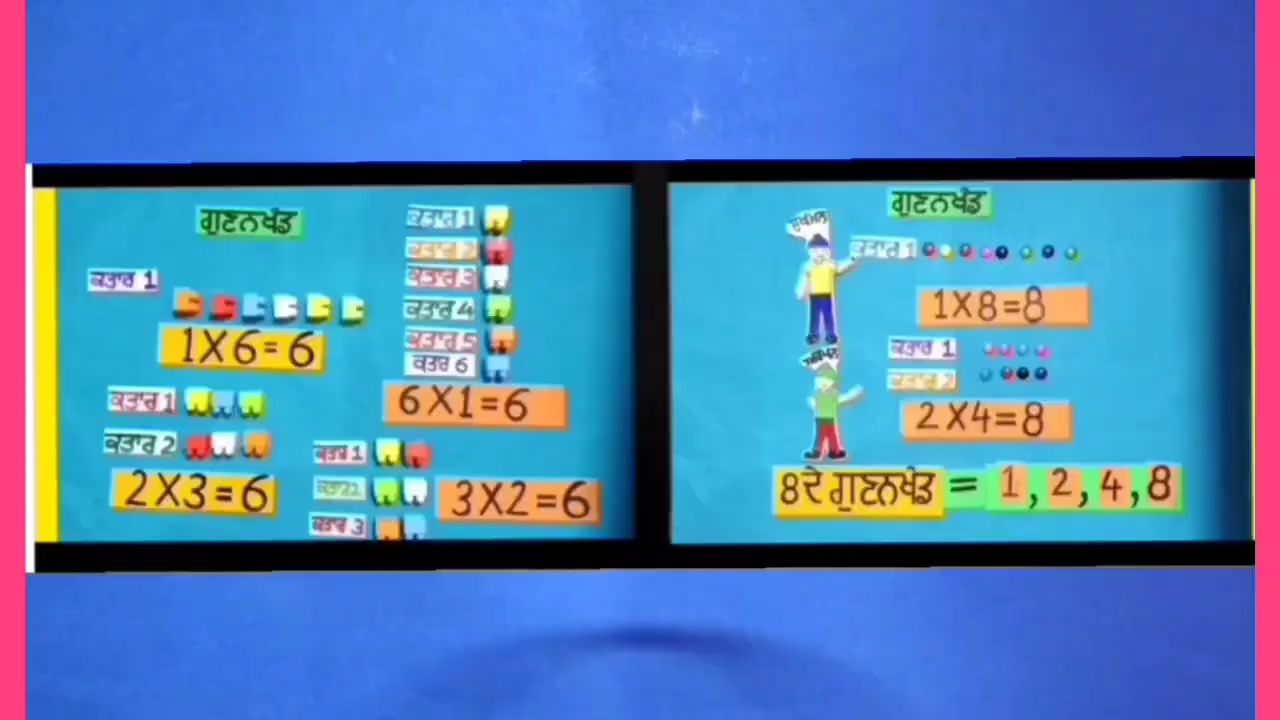 ਗੁਣਨਖੰਡ
ਕਤਾਰ 1
1X6=6
ਕਤਾਰ 1
ਕਤਾਰ 2
2X3=6
ਕਤਾਰ 1
ਕਤਾਰ 2
ਕਤਾਰ 3
ਕਤਾਰ 4
ਕਤਾਰ 5
ਕਤਾਰ 6
6X1=6
ਕਤਾਰ 1
ਕਤਾਰ 3
3X2=6
ਗੁਣਨਖੰਡ
ਕਤਾਰ 1
1X8=8
ਕਤਾਰ 1
ਕਤਾਰ 2
2X4=8
8ਦੇ ਗੁਣਨਖੰਡ = 1,2,4,8